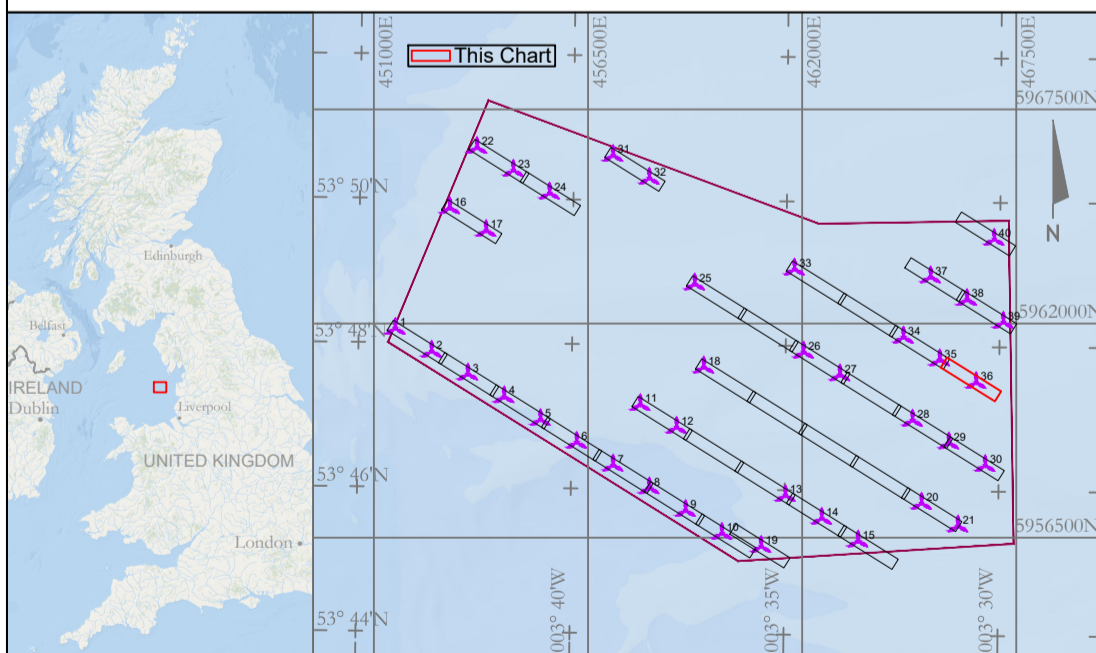 This Chart
451000E
456500E
462000E
467500E
5967500N
5962000N
5956500N
53° 50'N
53° 48'N
53° 46'N
53° 44'N
003° 40'W
003° 35'W
003° 30'W
N
Edinburgh
Belfast
IRELAND
Dublin
Liverpool
UNITED KINGDOM
London
22
23
24
31
32
16
17
40
37
38
39
33
34
35
36
25
26
27
28
29
30
18
20
21
11
12
13
14
15
1
2
3
4
5
6
7
8
9
10
19